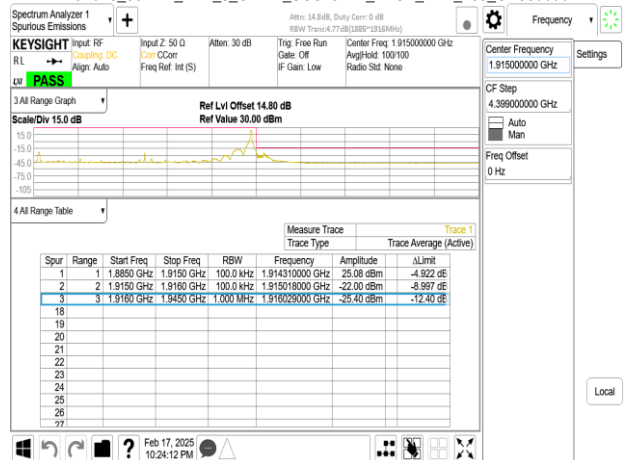 Spectrum Analyzer 1
Spurious Emissions
Attn: 14.8dB, Duty Corr: 0 dB
RBW Trans:4.77dB(1885~1916MHz)
Frequency
KEYSIGHT
RL
LXI
PASS
Input: RF
Coupling: DC
Align: Auto
Input Z: 50 Ω
Corr CCorr
Freq Ref: Int (S)
Atten: 30 dB
Trig: Free Run
Gate: Off
IF Gain: Low
Center Freq: 1.915000000 GHz
Avg|Hold: 100/100
Radio Std: None
Center Frequency
1.915000000 GHz
Settings
CF Step
4.399000000 GHz
Auto
Man
Freq Offset
0 Hz
3 All Range Graph
Scale/Div 15.0 dB
Ref Lvl Offset 14.80 dB
Ref Value 30.00 dBm
15.0
-15.0
-45.0
-75.0
-105
4 All Range Table
Measure Trace Trace 1
Trace Type Trace Average (Active)
Spur Range Start Freq Stop Freq RBW Frequency Amplitude ΔLimit
1 1 1.8850 GHz 1.9150 GHz 100.0 kHz 1.914310000 GHz 25.08 dBm -4.922 dB
2 2 1.9150 GHz 1.9160 GHz 100.0 kHz 1.915018000 GHz -22.00 dBm -8.997 dB
3 3 1.9160 GHz 1.9450 GHz 1.000 MHz 1.916029000 GHz -25.40 dBm -12.40 dB
18
19
20
21
22
23
24
25
26
27
Local
Feb 17, 2025
10:24:12 PM